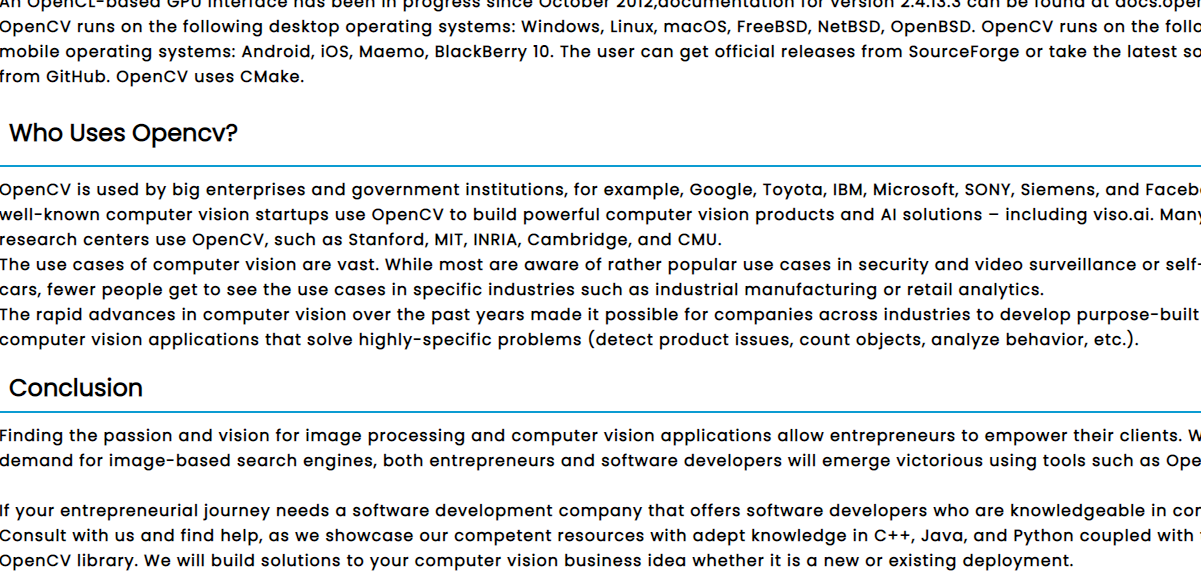 An OpenCL-based GPU interface has been in progress since October 2012,documentation for version 2.4.13.3 can be found at docs.open
OpenCV runs on the following desktop operating systems: Windows, Linux, macOS, FreeBSD, NetBSD, OpenBSD. OpenCV runs on the follo
mobile operating systems: Android, iOS, Maemo, BlackBerry 10. The user can get official releases from SourceForge or take the latest so
from GitHub. OpenCV uses CMake.
Who Uses Opencv?
OpenCV is used by big enterprises and government institutions, for example, Google, Toyota, IBM, Microsoft, SONY, Siemens, and Faceb
well-known computer vision startups use OpenCV to build powerful computer vision products and AI solutions – including viso.ai. Many
research centers use OpenCV, such as Stanford, MIT, INRIA, Cambridge, and CMU.
The use cases of computer vision are vast. While most are aware of rather popular use cases in security and video surveillance or self-
cars, fewer people get to see the use cases in specific industries such as industrial manufacturing or retail analytics.
The rapid advances in computer vision over the past years made it possible for companies across industries to develop purpose-built
computer vision applications that solve highly-specific problems (detect product issues, count objects, analyze behavior, etc.).
Conclusion
Finding the passion and vision for image processing and computer vision applications allow entrepreneurs to empower their clients. W
demand for image-based search engines, both entrepreneurs and software developers will emerge victorious using tools such as Ope
If your entrepreneurial journey needs a software development company that offers software developers who are knowledgeable in con
Consult with us and find help, as we showcase our competent resources with adept knowledge in C++, Java, and Python coupled with
OpenCV library. We will build solutions to your computer vision business idea whether it is a new or existing deployment.